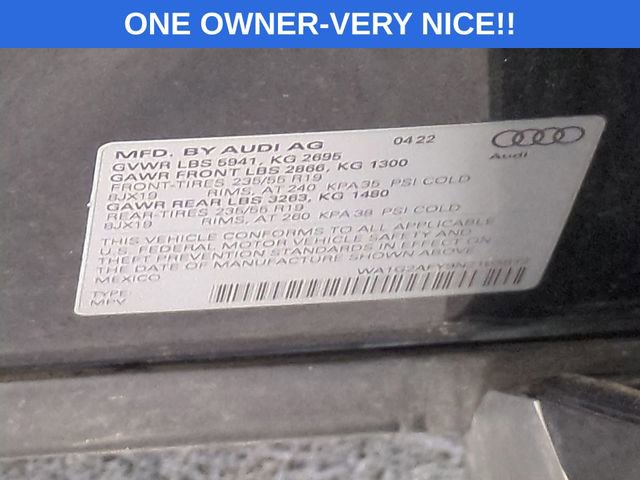 ONE OWNER-VERY NICE!!
MFD. BY AUDI AG 04.22
GVWR LBS 5941, KG 2695
GAWR FRONT LBS 2866, KG 1300
FRONT-TIRES 235/55 R19
8JX19 RIMS, AT 240 KPA 35 PSI COLD
GAWR REAR LBS 3263, KG 1480
REAR-TIRES 235/55 R19
8JX19 RIMS, AT 260 KPA 38 PSI COLD
THIS VEHICLE CONFORMS TO ALL APPLICABLE
U.S. FEDERAL MOTOR VEHICLE SAFETY AND
THEFT PREVENTION STANDARDS IN EFFECT ON
THE DATE OF MANUFACTURE SHOWN ABOVE.
MEXICO
TYPE:
MPV
Audi